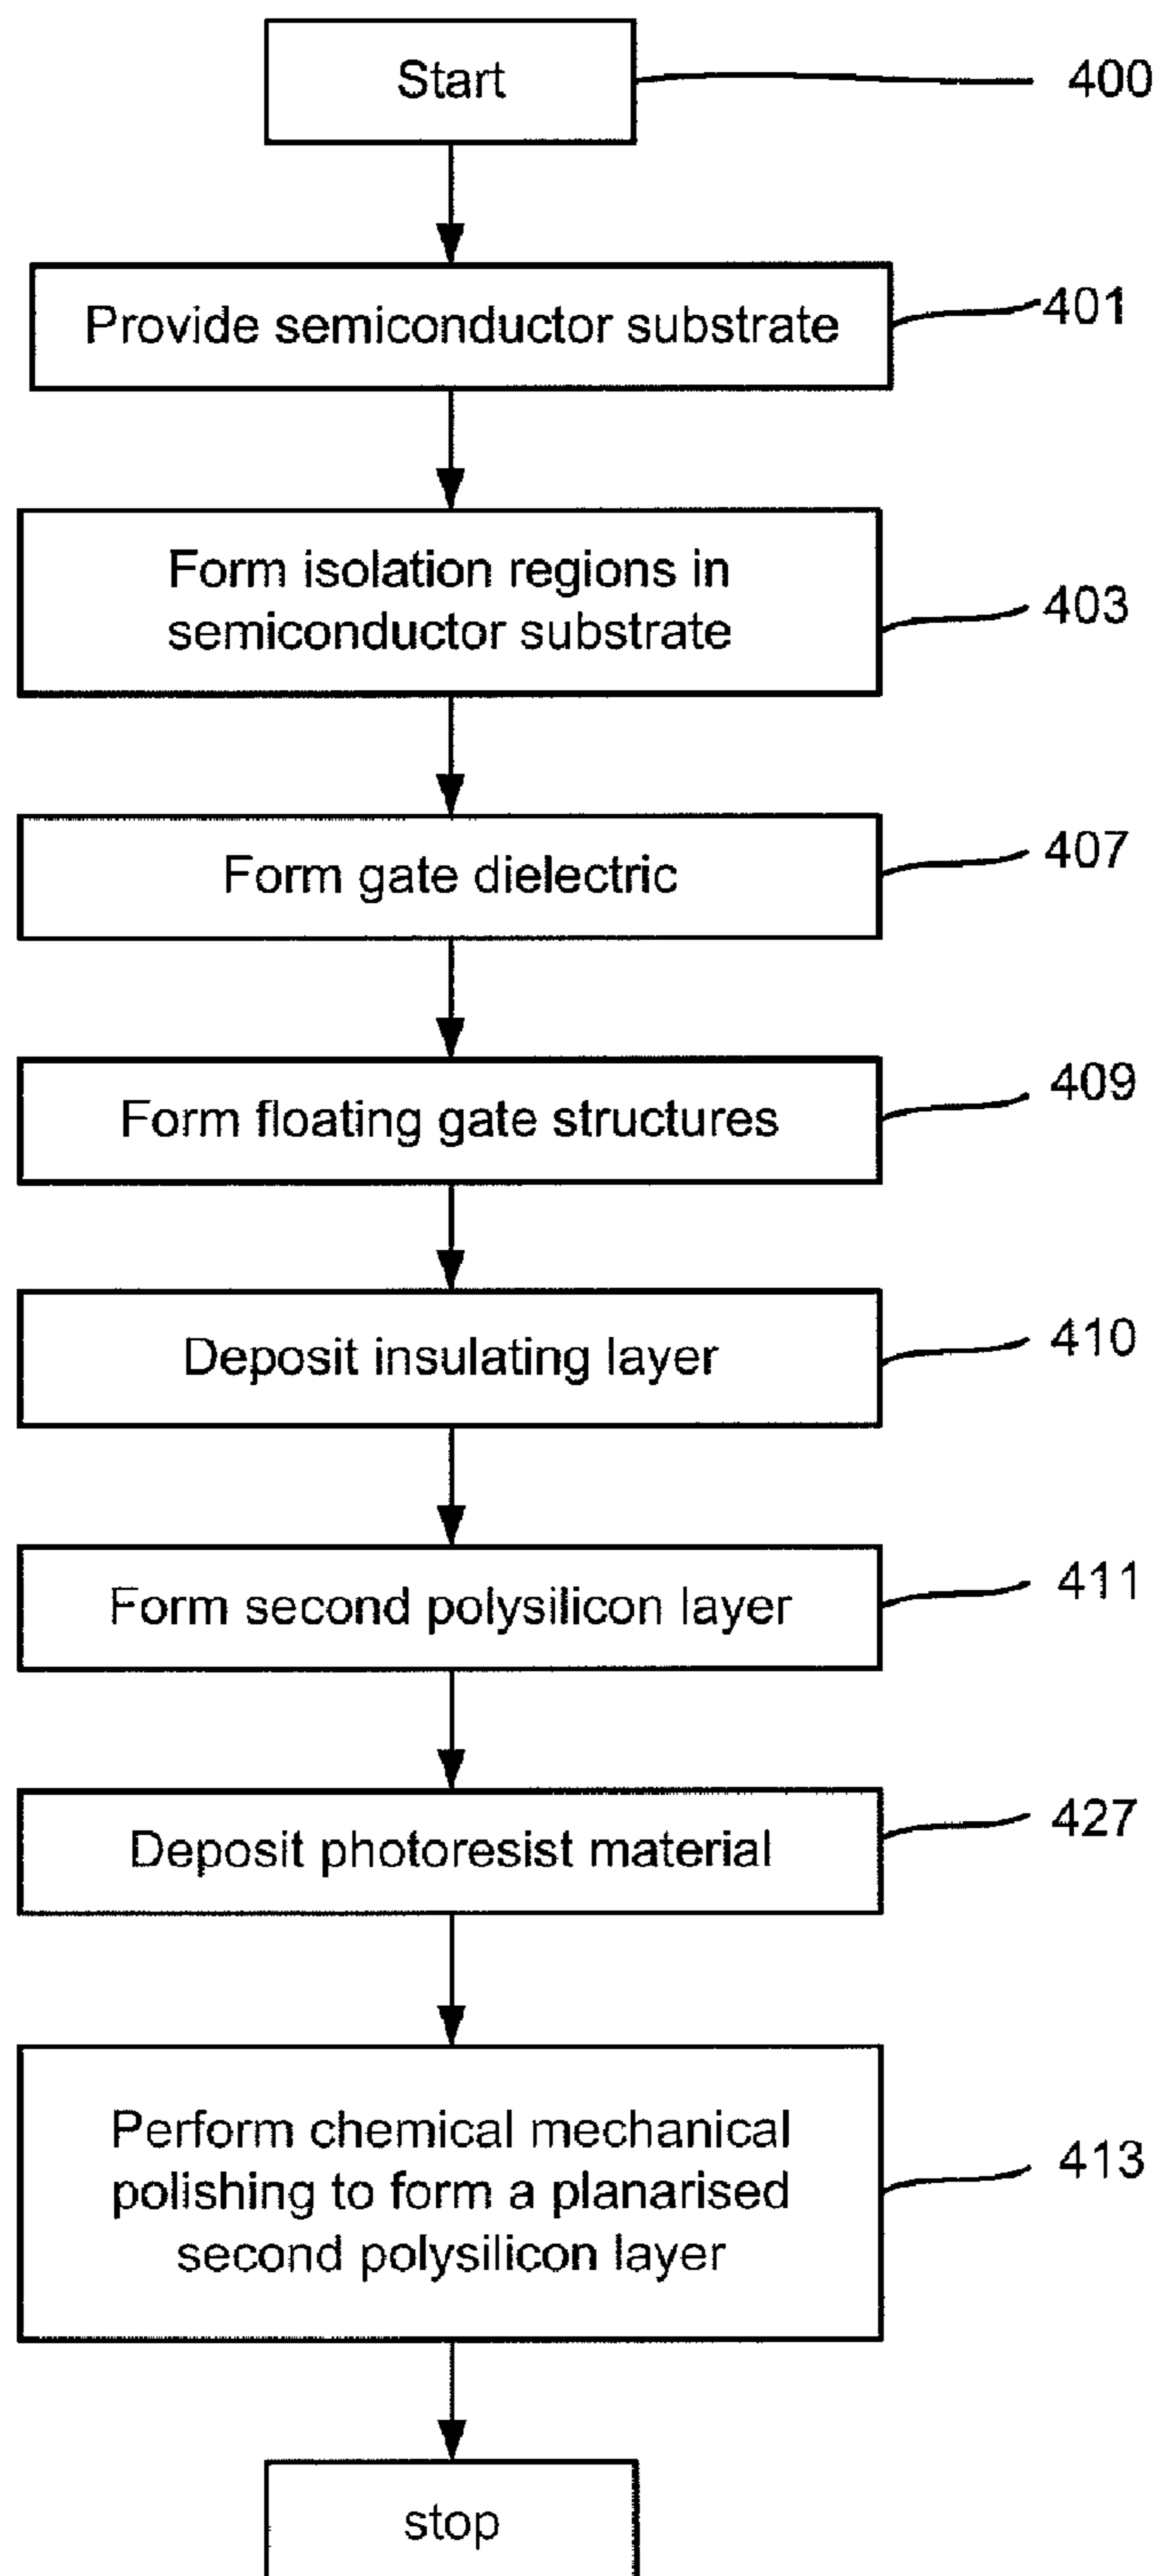 Start
400
Provide semiconductor substrate
401
Form isolation regions in
semiconductor substrate
403
Form gate dielectric
407
Form floating gate structures
409
Deposit insulating layer
410
Form second polysilicon layer
411
Deposit photoresist material
427
Perform chemical mechanical
polishing to form a planarised
second polysilicon layer
413
stop